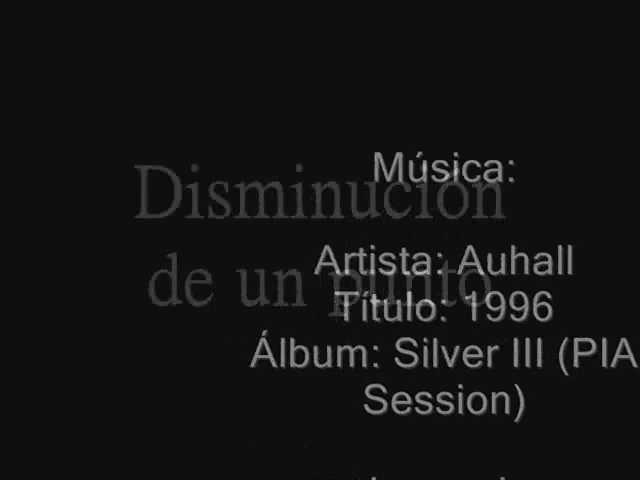 Música:
Disminución
Artista: Auhall
de un punto
Título: 1996
Álbum: Silver III (PIA
Session)